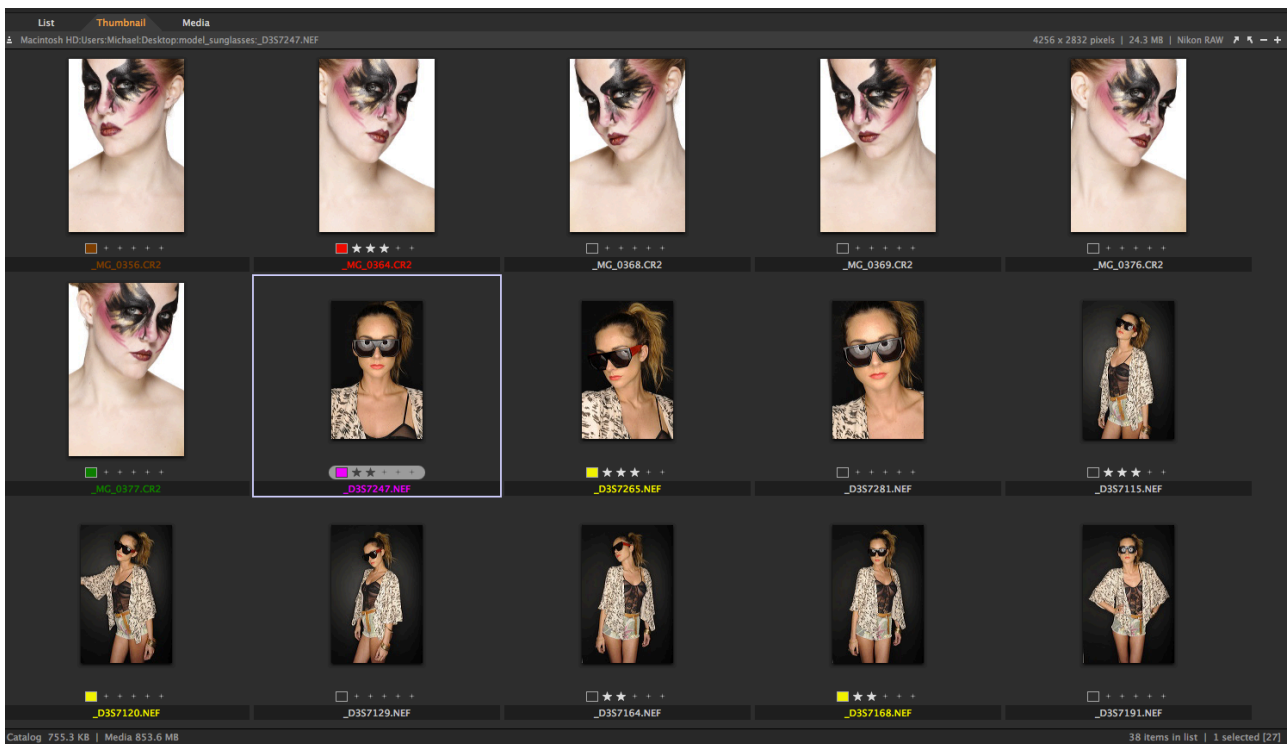 List Thumbnail Media
Macintosh HD:Users:Michael:Desktop:model_sunglasses:_D3S7247.NEF 4256 x 2832 pixels | 24.3 MB | Nikon RAW
_MG_0356.CR2 _MG_0364.CR2 _MG_0368.CR2 _MG_0369.CR2 _MG_0376.CR2
_MG_0377.CR2 _D3S7247.NEF _D3S7265.NEF _D3S7281.NEF _D3S7115.NEF
_D3S7120.NEF _D3S7129.NEF _D3S7164.NEF _D3S7168.NEF _D3S7191.NEF
Catalog 755.3 KB | Media 853.6 MB 38 items in list | 1 selected [27]